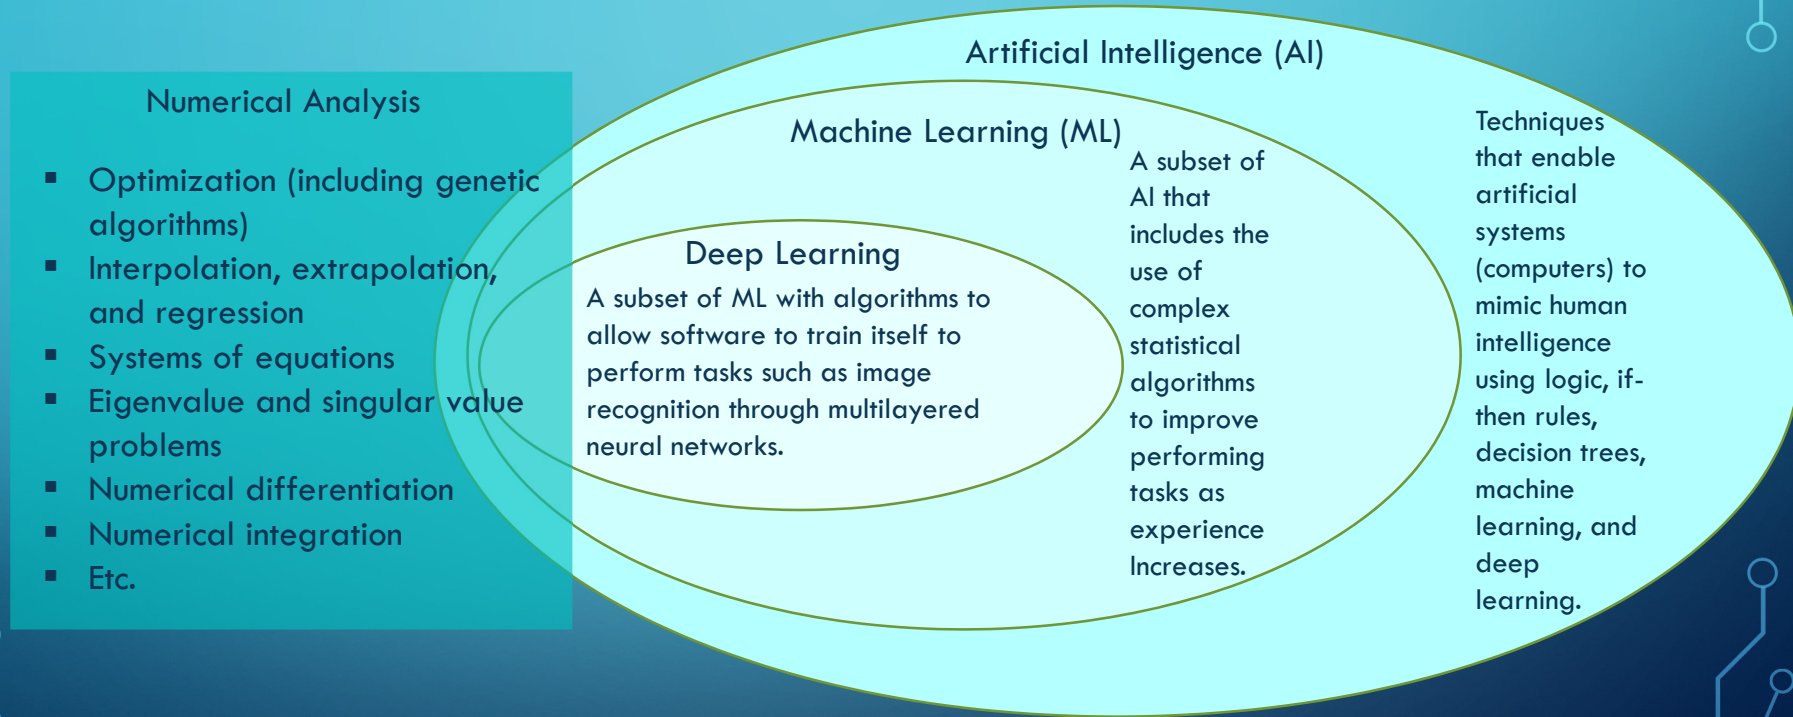 Numerical Analysis
▪ Optimization (including genetic
algorithms)
▪ Interpolation, extrapolation,
and regression
▪ Systems of equations
▪ Eigenvalue and singular value
problems
▪ Numerical differentiation
▪ Numerical integration
▪ Etc.
Artificial Intelligence (AI)
Machine Learning (ML)
Deep Learning
A subset of ML with algorithms to
allow software to train itself to
perform tasks such as image
recognition through multilayered
neural networks.
A subset of
AI that
includes the
use of
complex
statistical
algorithms
to improve
performing
tasks as
experience
Increases.
Techniques
that enable
artificial
systems
(computers) to
mimic human
intelligence
using logic, if-
then rules,
decision trees,
machine
learning, and
deep
learning.